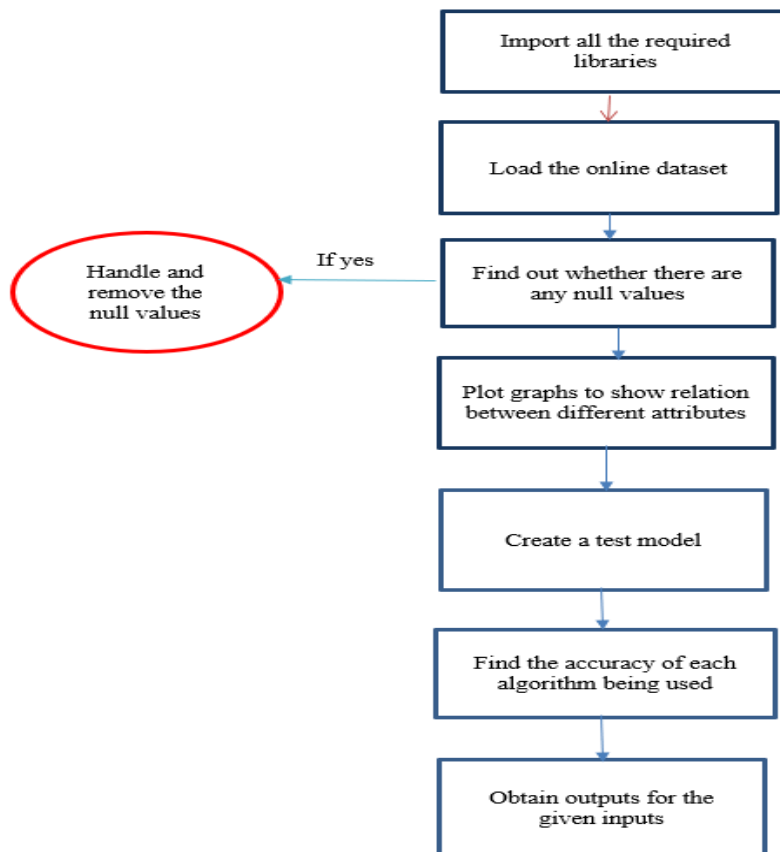 Import all the required
libraries
Load the online dataset
If yes
Handle and
remove the
null values
Find out whether there are
any null values
Plot graphs to show relation
between different attributes
Create a test model
Find the accuracy of each
algorithm being used
Obtain outputs for the
given inputs